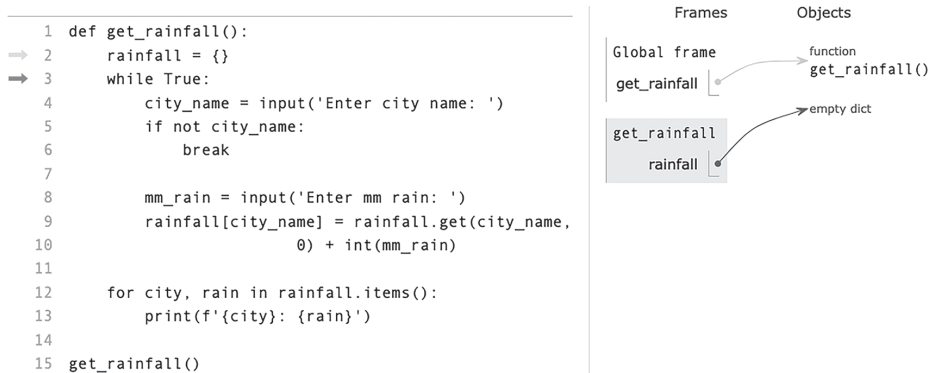 1 def get_rainfall():
2     rainfall = {}
3     while True:
4         city_name = input('Enter city name: ')
5         if not city_name:
6             break
7
8         mm_rain = input('Enter mm rain: ')
9         rainfall[city_name] = rainfall.get(city_name,
10                         0) + int(mm_rain)
11
12     for city, rain in rainfall.items():
13         print(f'{city}: {rain}')
14
15 get_rainfall()
Frames Objects
Global frame
get_rainfall
function
get_rainfall()
get_rainfall
rainfall
empty dict